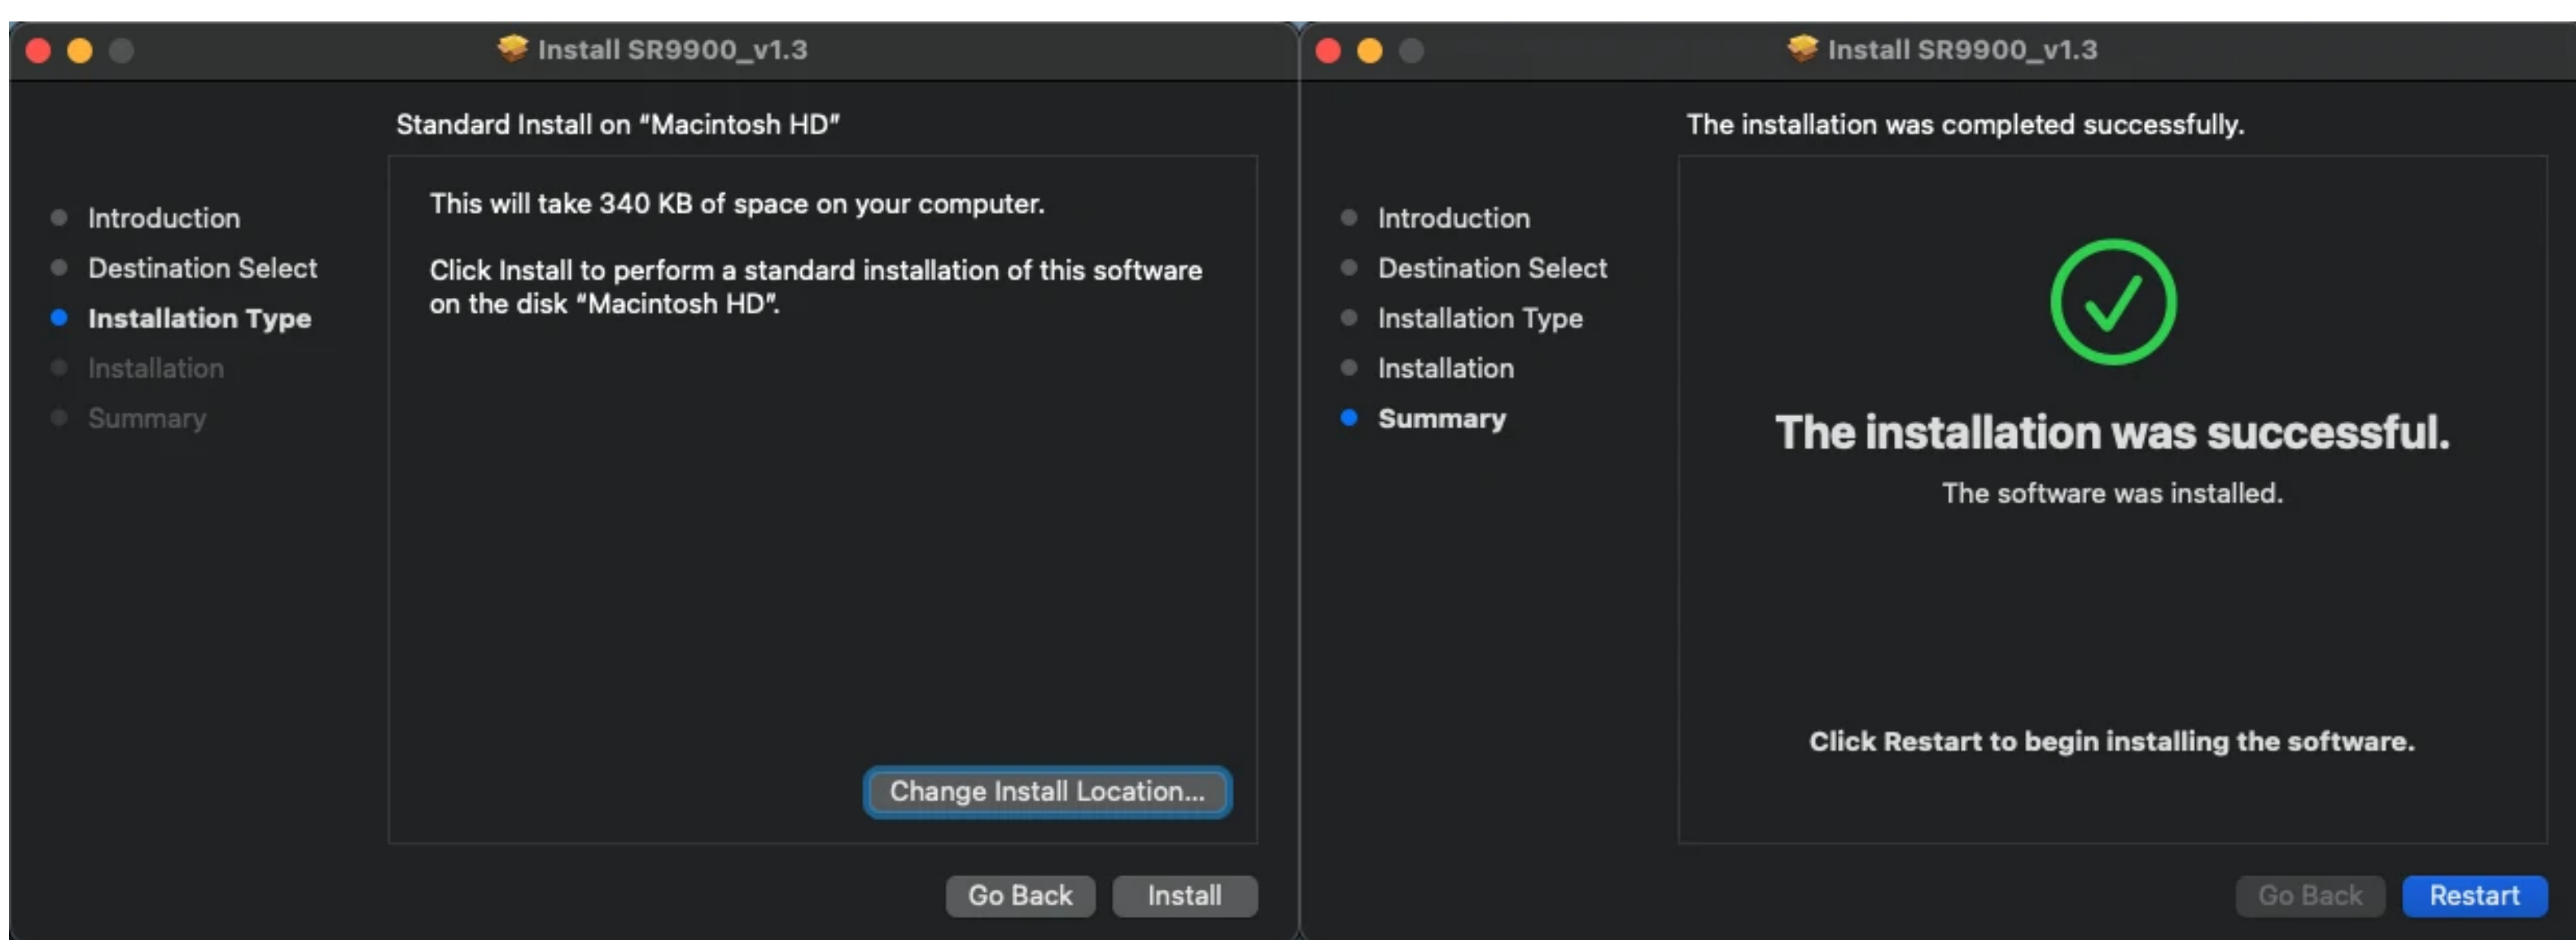 Install SR9900_v1.3
Standard Install on “Macintosh HD”
Introduction
Destination Select
Installation Type
Installation
Summary
This will take 340 KB of space on your computer.
Click Install to perform a standard installation of this software
on the disk “Macintosh HD”.
Change Install Location...
Go Back
Install
Install SR9900_v1.3
The installation was completed successfully.
Introduction
Destination Select
Installation Type
Installation
Summary
The installation was successful.
The software was installed.
Click Restart to begin installing the software.
Go Back
Restart